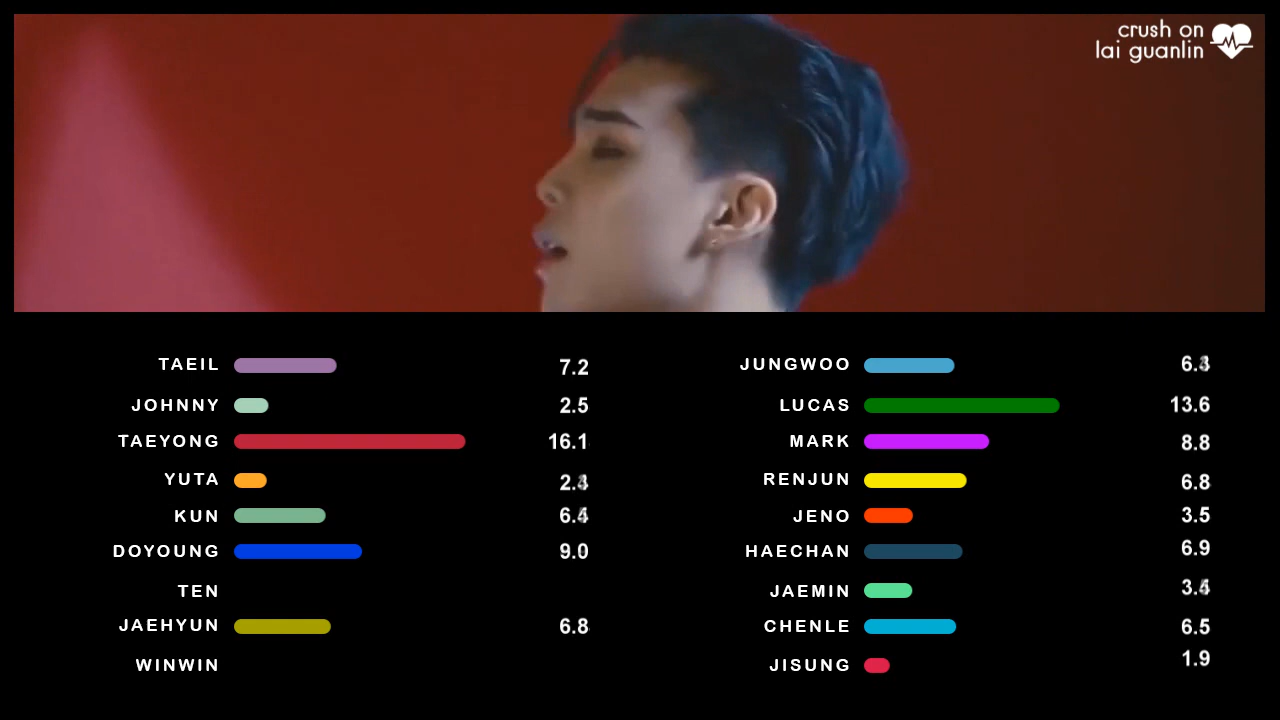 crush on
lai guanlin
TAEIL 7.2
JOHNNY 2.5
TAEYONG 16.1
YUTA
KUN
DOYOUNG 9.0
TEN
JAEHYUN 6.8
WINWIN
JUNGWOO
LUCAS 13.6
MARK 8.8
RENJUN 6.8
JENO 3.5
HAECHAN 6.9
JAEMIN
CHENLE 6.5
JISUNG 1.9